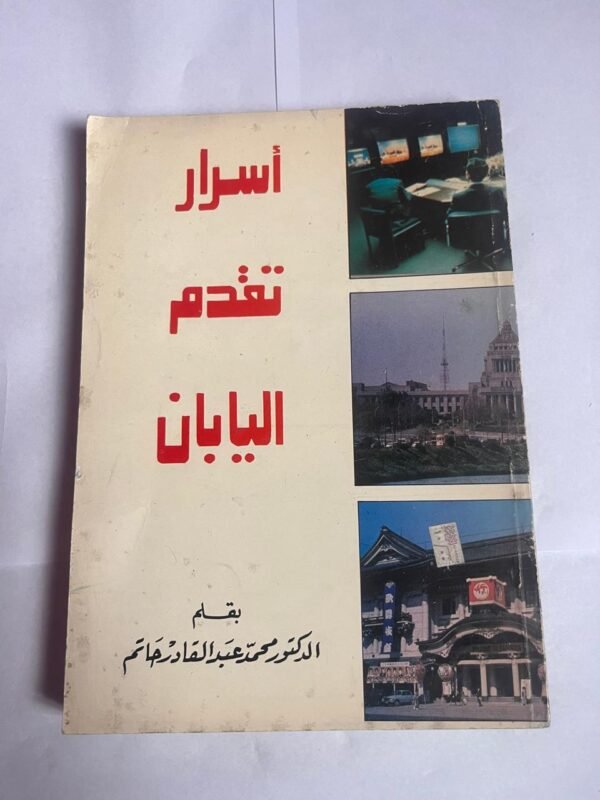 أسرار
تقدم
اليابان
بقلم
الدكتور محمد عبد القادر حاتم